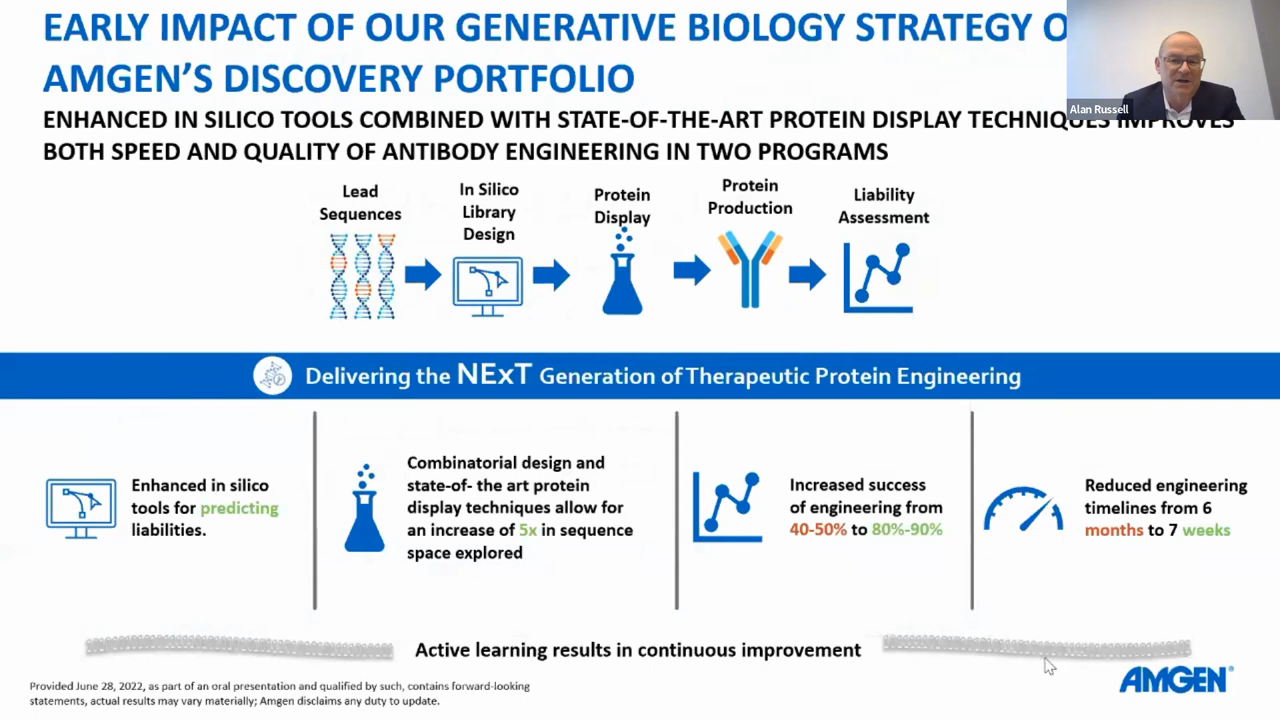 EARLY IMPACT OF OUR GENERATIVE BIOLOGY STRATEGY O
AMGEN'S DISCOVERY PORTFOLIO
Alan Russell
ENHANCED IN SILICO TOOLS COMBINED WITH STATE-OF-THE-ART PROTEIN DISPLAY TECHNIQUES IMPROVES
BOTH SPEED AND QUALITY OF ANTIBODY ENGINEERING IN TWO PROGRAMS
Lead
Sequences
In Silico
Library
Design
Protein
Display
Protein
Production
Liability
Assessment
Delivering the NExT Generation of Therapeutic Protein Engineering
Enhanced in silico
tools for predicting
liabilities.
Combinatorial design and
state-of- the art protein
display techniques allow for
an increase of 5x in sequence
space explored
Increased success
of engineering from
40-50% to 80%-90%
Reduced engineering
timelines from 6
months to 7 weeks
Active learning results in continuous improvement
Provided June 28, 2022, as part of an oral presentation and qualified by such, contains forward-looking
statements, actual results may vary materially; Amgen disclaims any duty to update.
AMGEN®